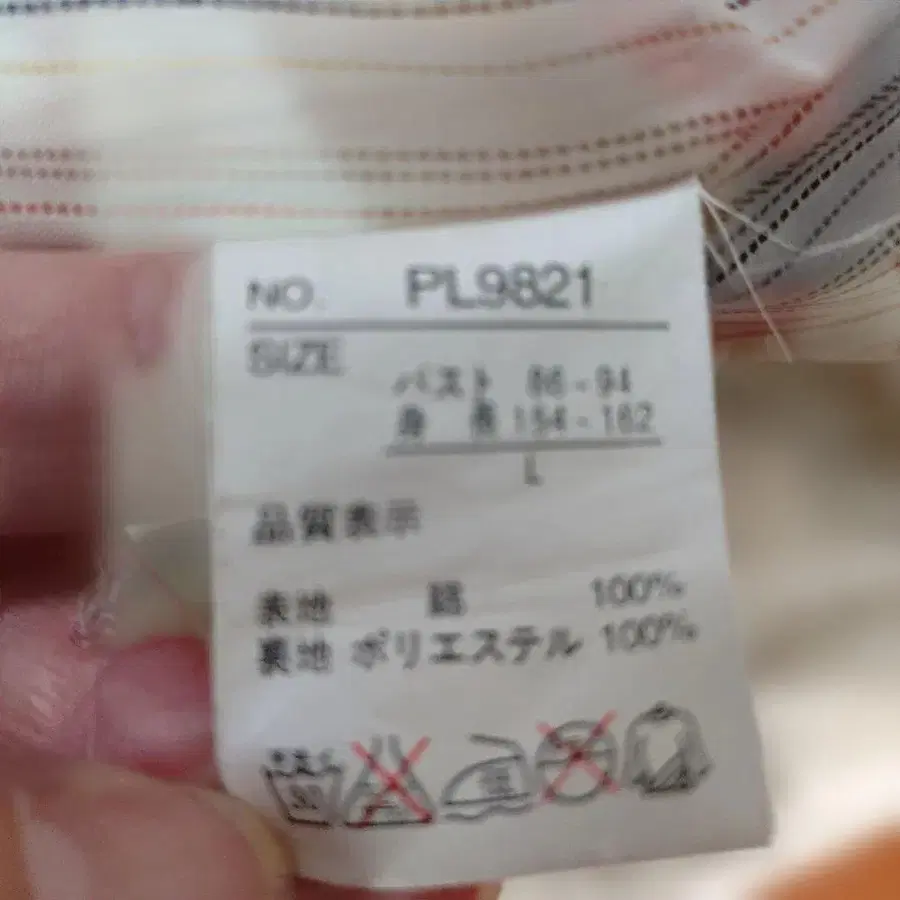 NO. PL9821
SIZE
バスト 86-94
身長 154-162
L
品質表示
表地 綿 100%
裏地 ポリエステル 100%